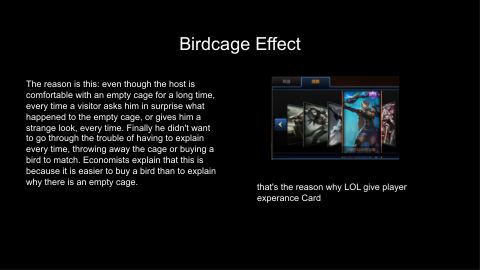 Birdcage Effect
The reason is this: even though the host is
comfortable with an empty cage for a long time,
every time a visitor asks him in surprise what
happened to the empty cage, or gives him a
strange look, every time. Finally he didn't want
to go through the trouble of having to explain
every time, throwing away the cage or buying a
bird to match. Economists explain that this is
because it is easier to buy a bird than to explain
why there is an empty cage.
that's the reason why LOL give player
experance Card